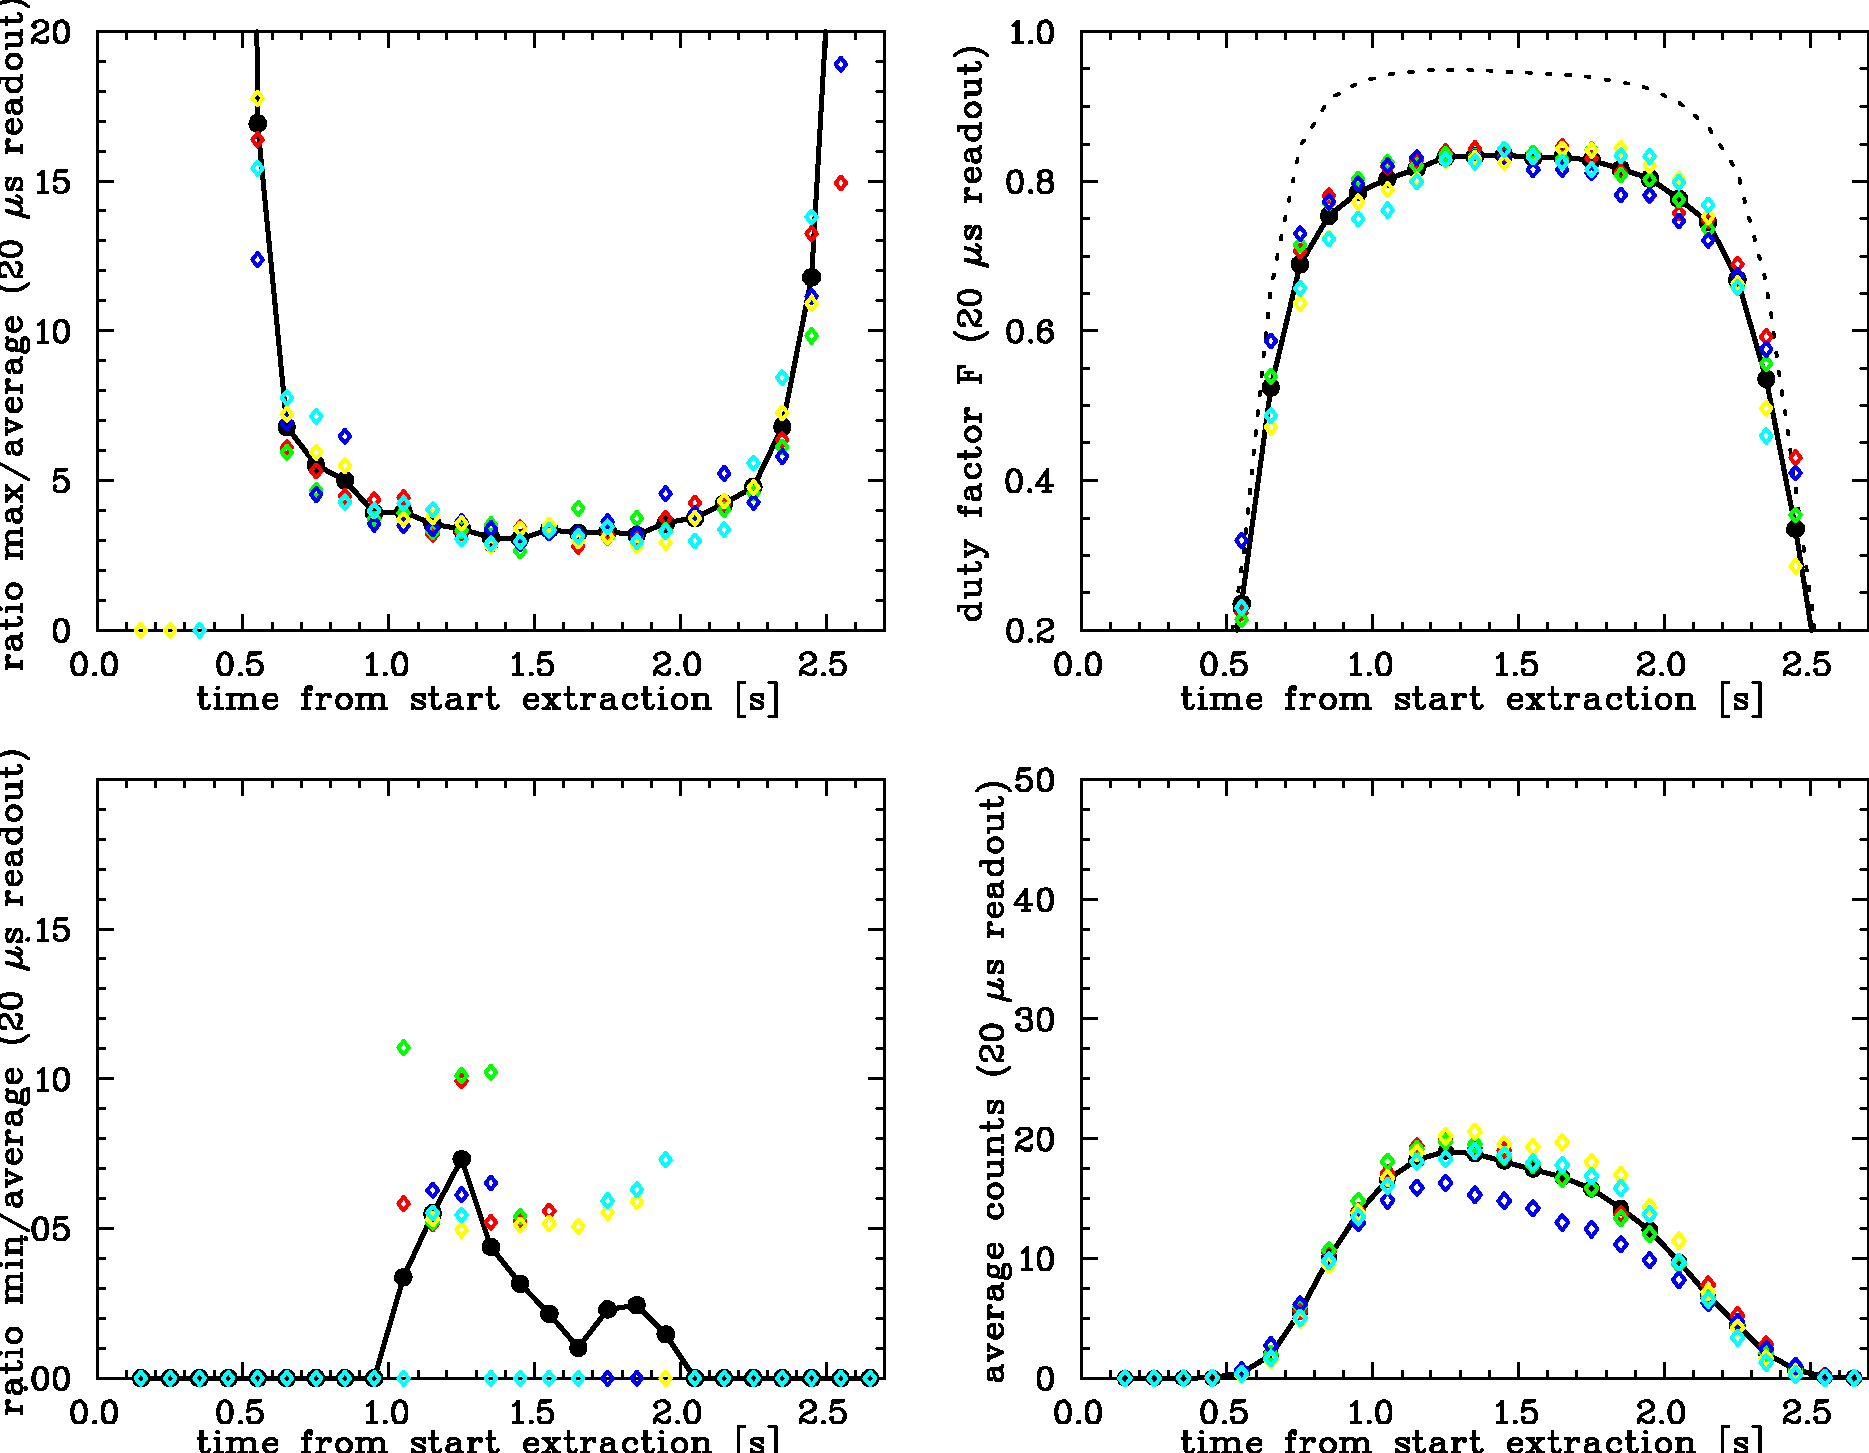 ratio max/average (20 μs readout)
20
15
10
5
0
0.0 0.5 1.0 1.5 2.0 2.5
time from start extraction [s]
duty factor F (20 μs readout)
1.0
0.8
0.6
0.4
0.2
0.0 0.5 1.0 1.5 2.0 2.5
time from start extraction [s]
ratio min/average (20 μs readout)
.15
.10
.05
.00
0.0 0.5 1.0 1.5 2.0 2.5
time from start extraction [s]
average counts (20 μs readout)
50
40
30
20
10
0
0.0 0.5 1.0 1.5 2.0 2.5
time from start extraction [s]